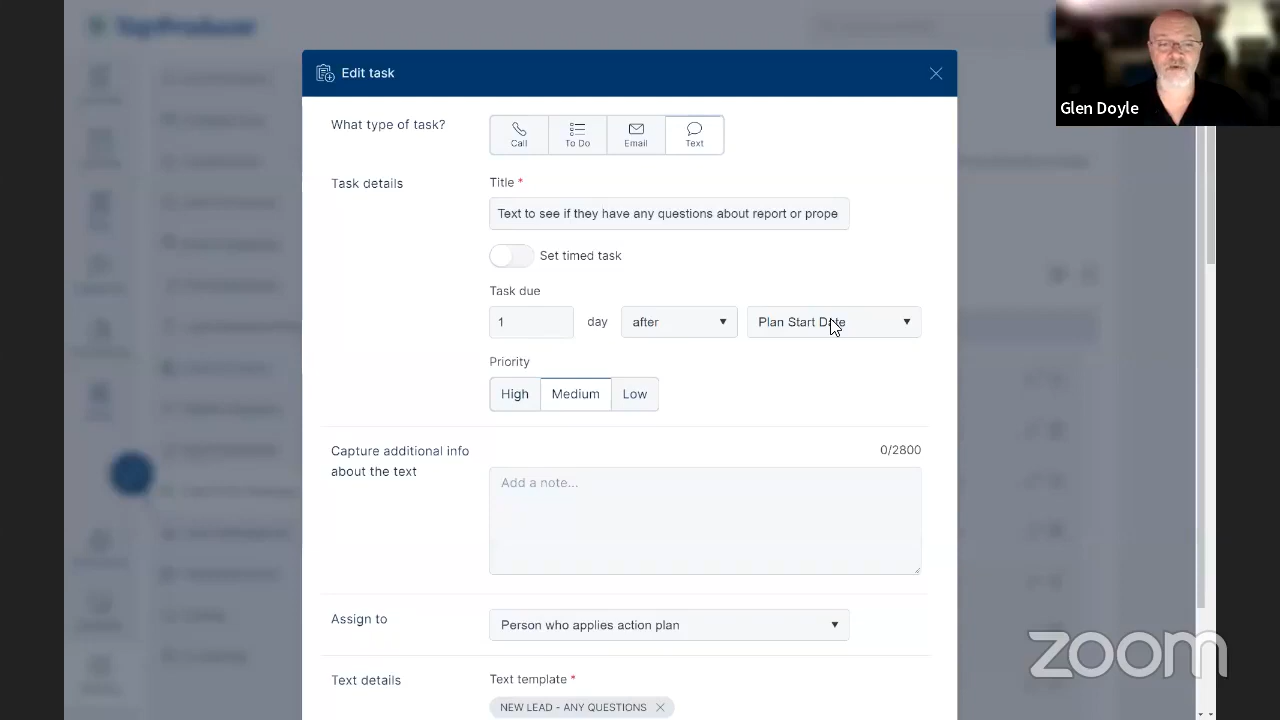 Top Producer
Edit task
Glen Doyle
What type of task?
Call
To Do
Email
Text
Task details
Title *
Text to see if they have any questions about report or prope
Set timed task
Task due
1
day
after
Plan Start Date
Priority
High
Medium
Low
Capture additional info
about the text
0/2800
Add a note...
Assign to
Person who applies action plan
Text details
Text template *
NEW LEAD - ANY QUESTIONS
zoom